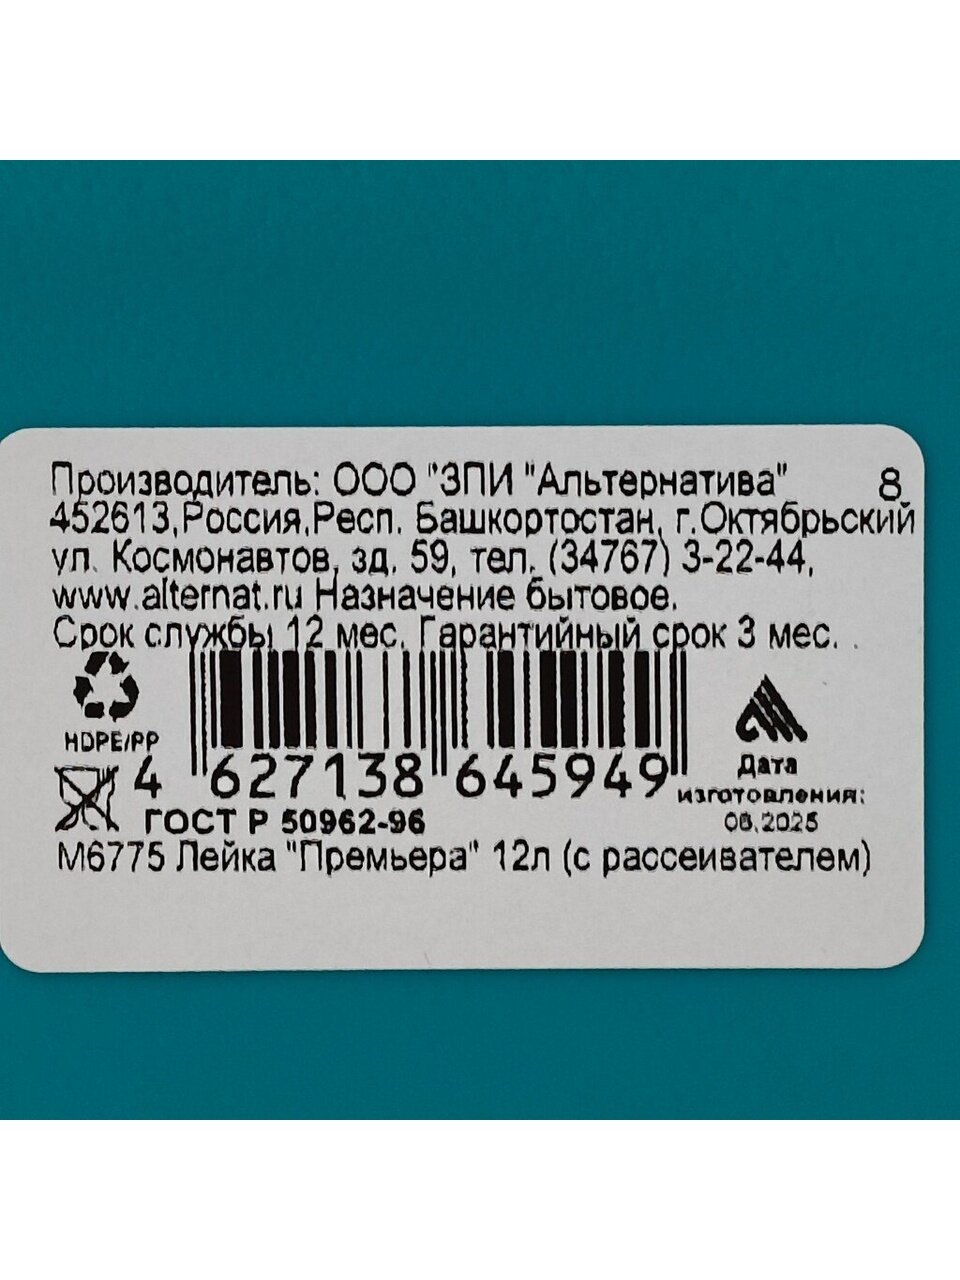 Производитель: ООО "ЗПИ "Альтернатива" 8
452613,Россия,Респ. Башкортостан, г.Октябрьский
ул. Космонавтов, зд. 59, тел. (34767) 3-22-44,
www.alternat.ru Назначение бытовое.
Срок службы 12 мес. Гарантийный срок 3 мес. .
HDPE/PP
4 627138 645949
Дата
изготовления:
08.2025
ГОСТ Р 50962-96
М6775 Лейка "Премьера" 12л (с рассеивателем)